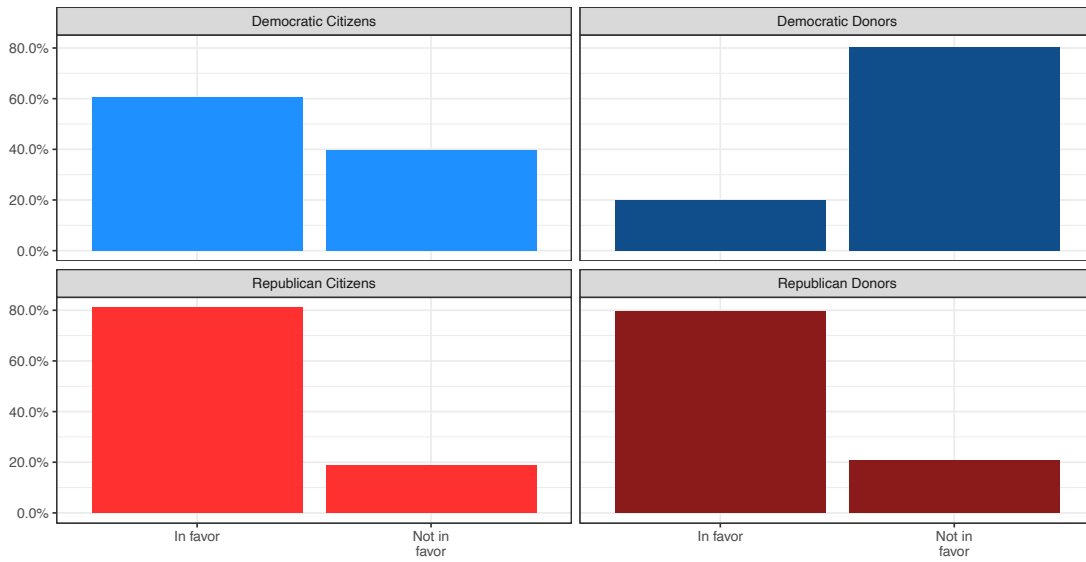 Democratic Citizens
Democratic Donors
80.0%
60.0%
40.0%
20.0%
0.0%
Republican Citizens
Republican Donors
80.0%
60.0%
40.0%
20.0%
0.0%
In favor
Not in
favor
In favor
Not in
favor